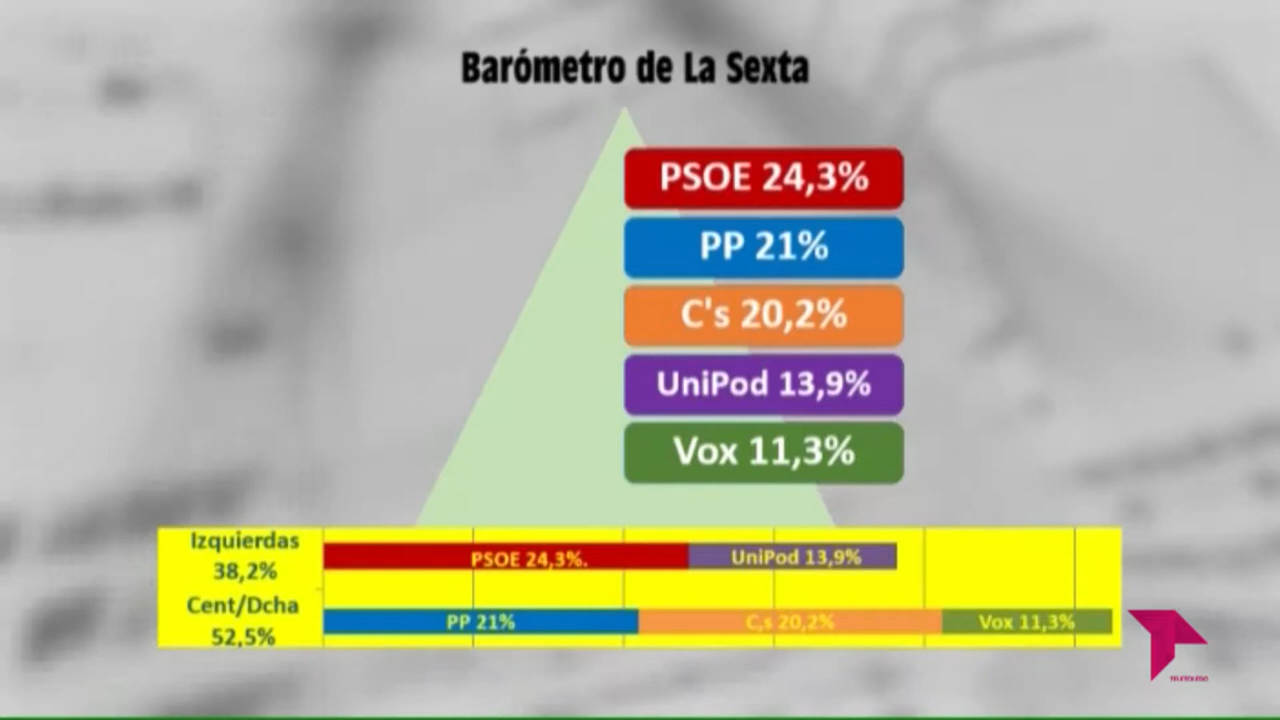 Barómetro de La Sexta
PSOE 24,3%
PP 21%
C's 20,2%
UniPod 13,9%
Vox 11,3%
Izquierdas
38,2%
PSOE 24,3%.
UniPod 13,9%
Cent/Dcha
52,5%
PP 21%
C,s 20,2%
Vox 11,3%